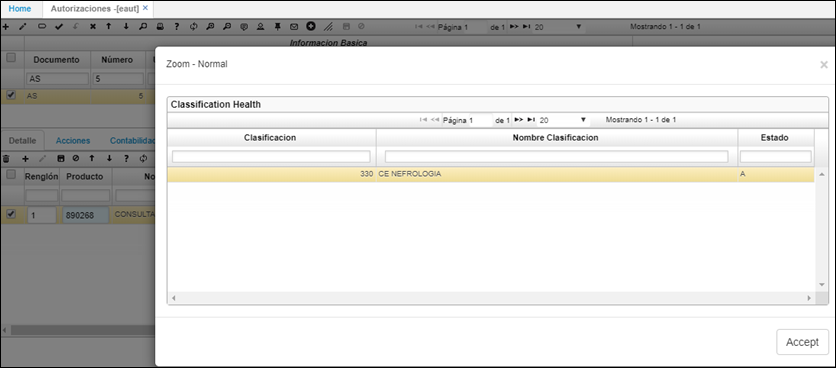 Home
Autorizaciones -[eaut] ×
Página 1 de 1 20 Mostrando 1 - 1 de 1
Informacion Basica
Documento Número
AS 5
AS 5
Zoom - Normal ×
Classification Health
Página 1 de 1 20 Mostrando 1 - 1 de 1
Clasificacion Nombre Clasificacion Estado
330 CE NEFROLOGIA A
Detalle Acciones Contabilidad
Renglón Producto No
1 890268 CONSULTA
Accept